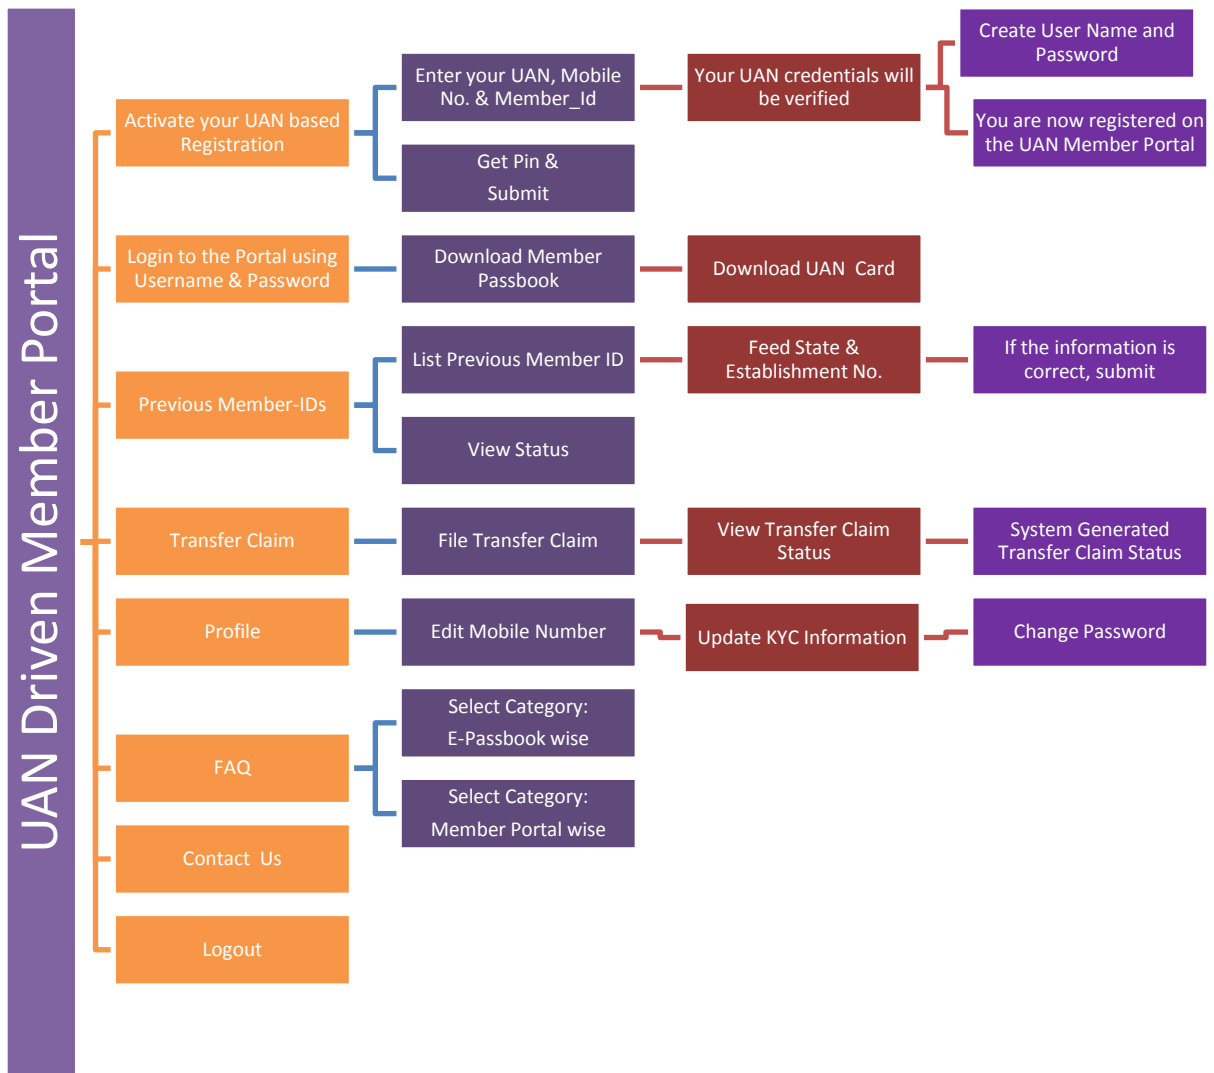 UAN Driven Member Portal
Activate your UAN based
Registration
Enter your UAN, Mobile
No. & Member_Id
Your UAN credentials will
be verified
Create User Name and
Password
You are now registered on
the UAN Member Portal
Get Pin &
Submit
Login to the Portal using
Username & Password
Download Member
Passbook
Download UAN Card
Previous Member-IDs
List Previous Member ID
Feed State &
Establishment No.
If the information is
correct, submit
View Status
Transfer Claim
File Transfer Claim
View Transfer Claim
Status
System Generated
Transfer Claim Status
Profile
Edit Mobile Number
Update KYC Information
Change Password
FAQ
Select Category:
E-Passbook wise
Select Category:
Member Portal wise
Contact Us
Logout